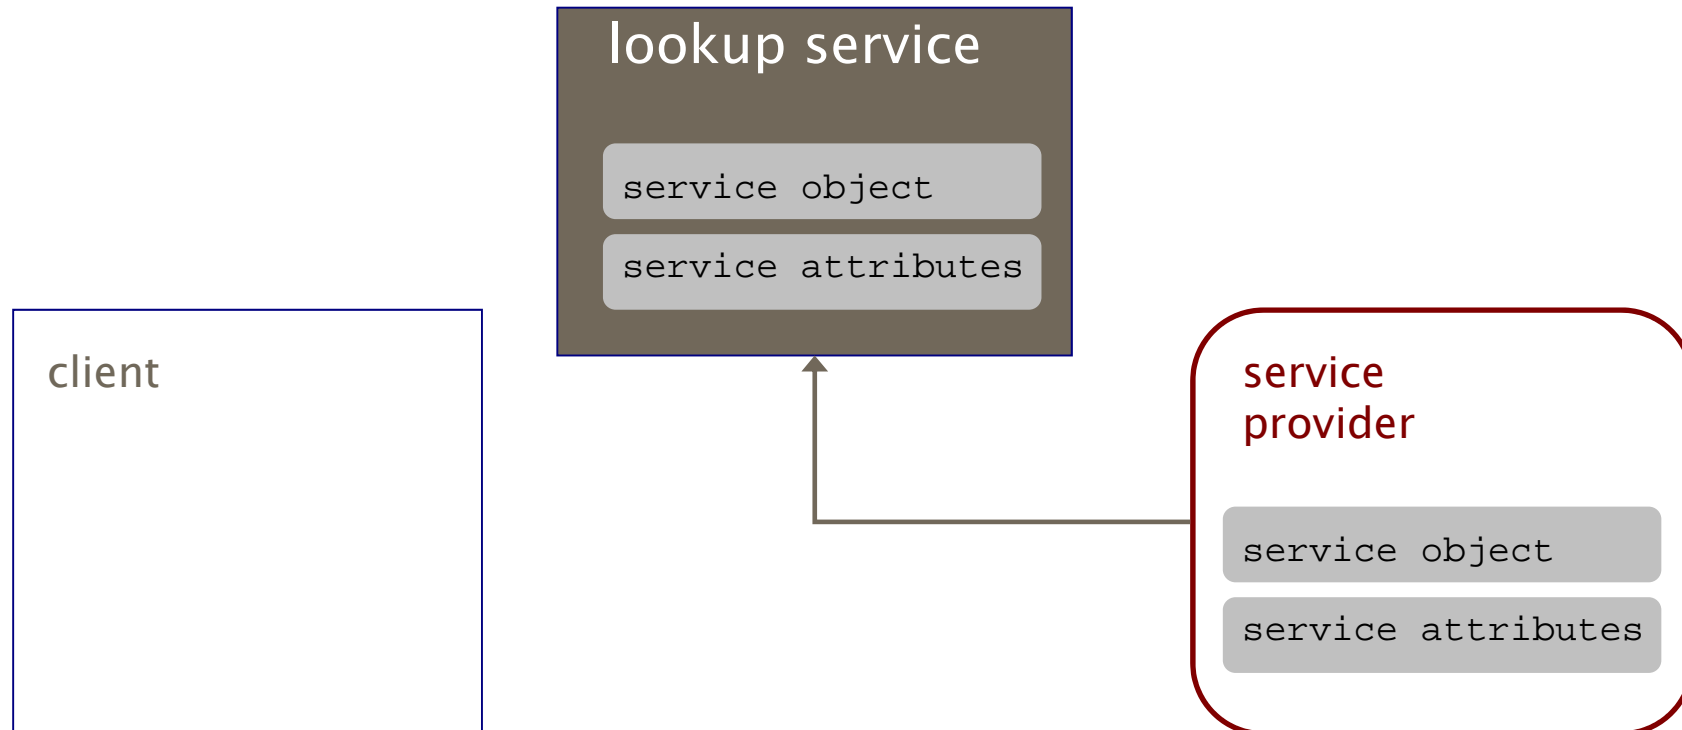 lookup service
service object
service attributes
client
service
provider
service object
service attributes